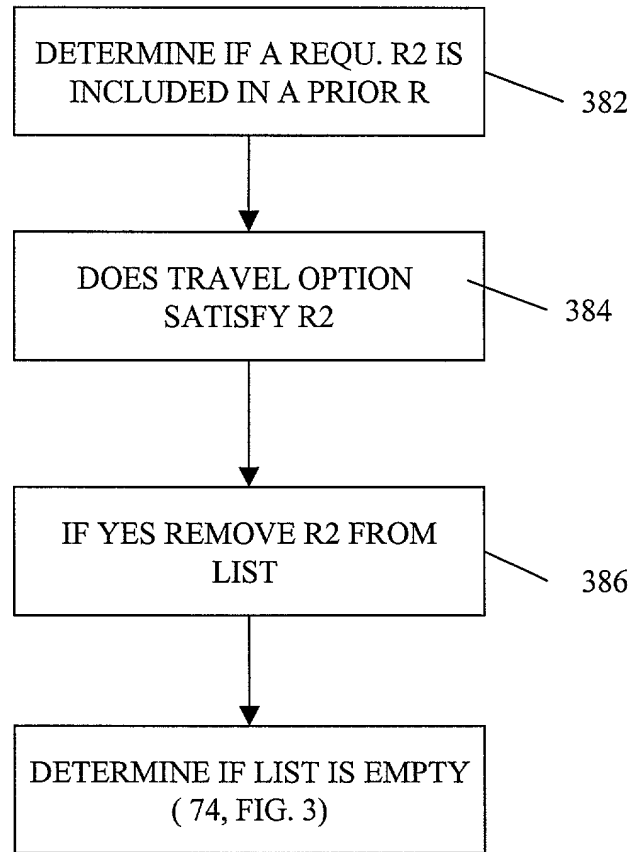 DETERMINE IF A REQU. R2 IS
INCLUDED IN A PRIOR R
382
DOES TRAVEL OPTION
SATISFY R2
384
IF YES REMOVE R2 FROM
LIST
386
DETERMINE IF LIST IS EMPTY
( 74, FIG. 3)